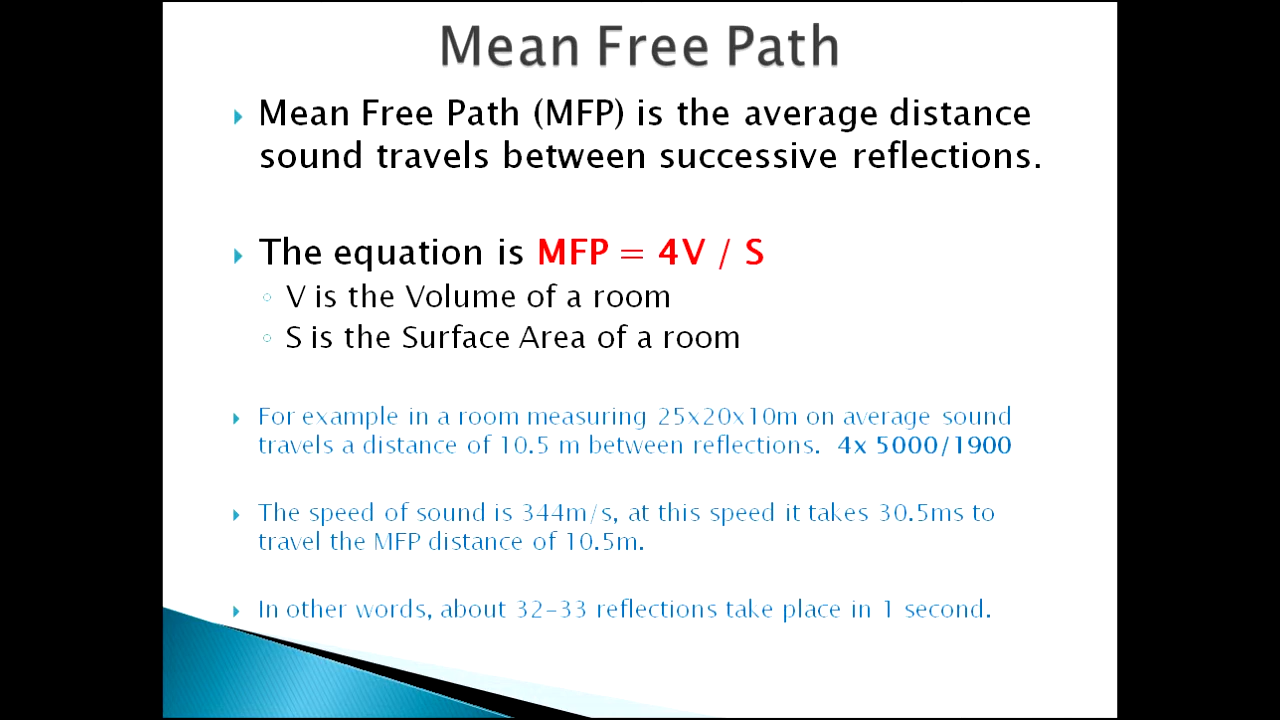 Mean Free Path
Mean Free Path (MFP) is the average distance
sound travels between successive reflections.
The equation is MFP = 4V / S
V is the Volume of a room
S is the Surface Area of a room
For example in a room measuring 25x20x10m on average sound
travels a distance of 10.5 m between reflections. 4x 5000/1900
The speed of sound is 344m/s, at this speed it takes 30.5ms to
travel the MFP distance of 10.5m.
In other words, about 32-33 reflections take place in 1 second.